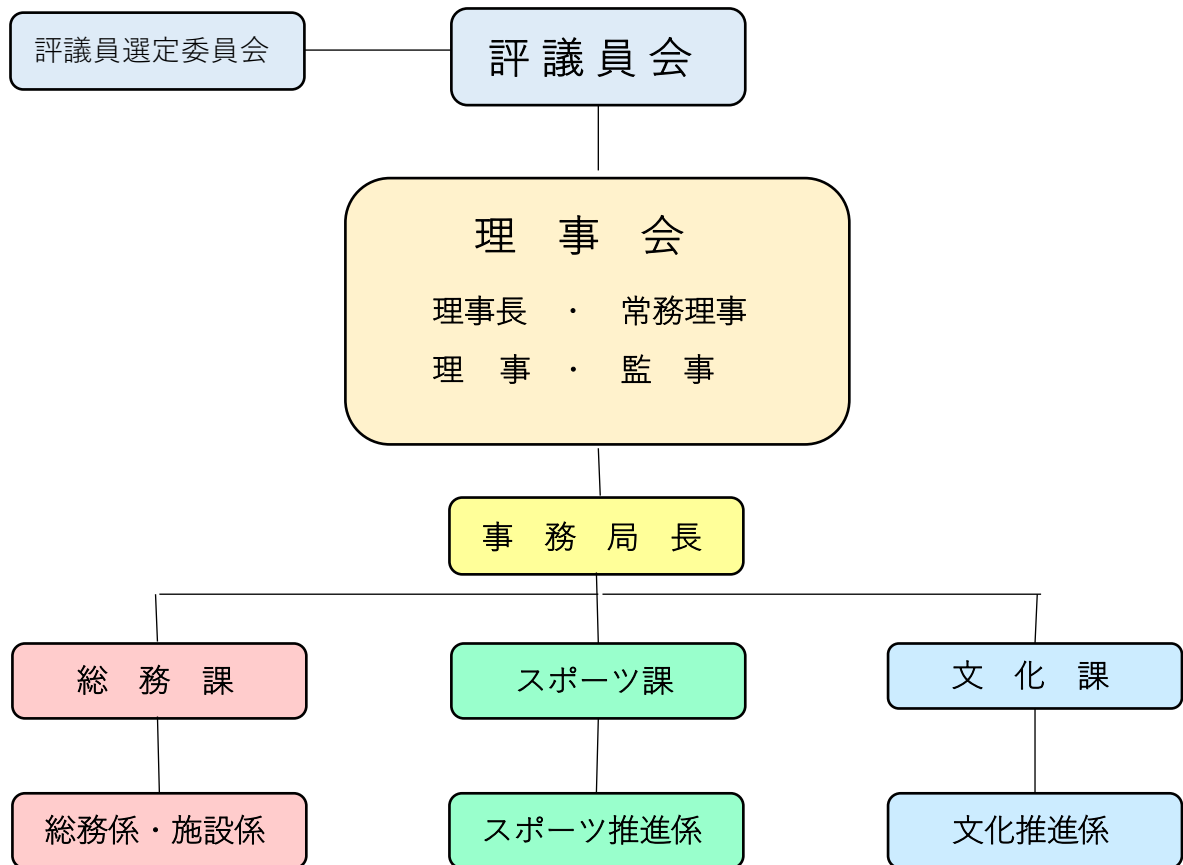 評議員選定委員会
評議員会
理　事　会
理事長　・　常務理事
理　事　・　監　事
事　務　局　長
総　務　課
スポーツ課
文　化　課
総務係・施設係
スポーツ推進係
文化推進係